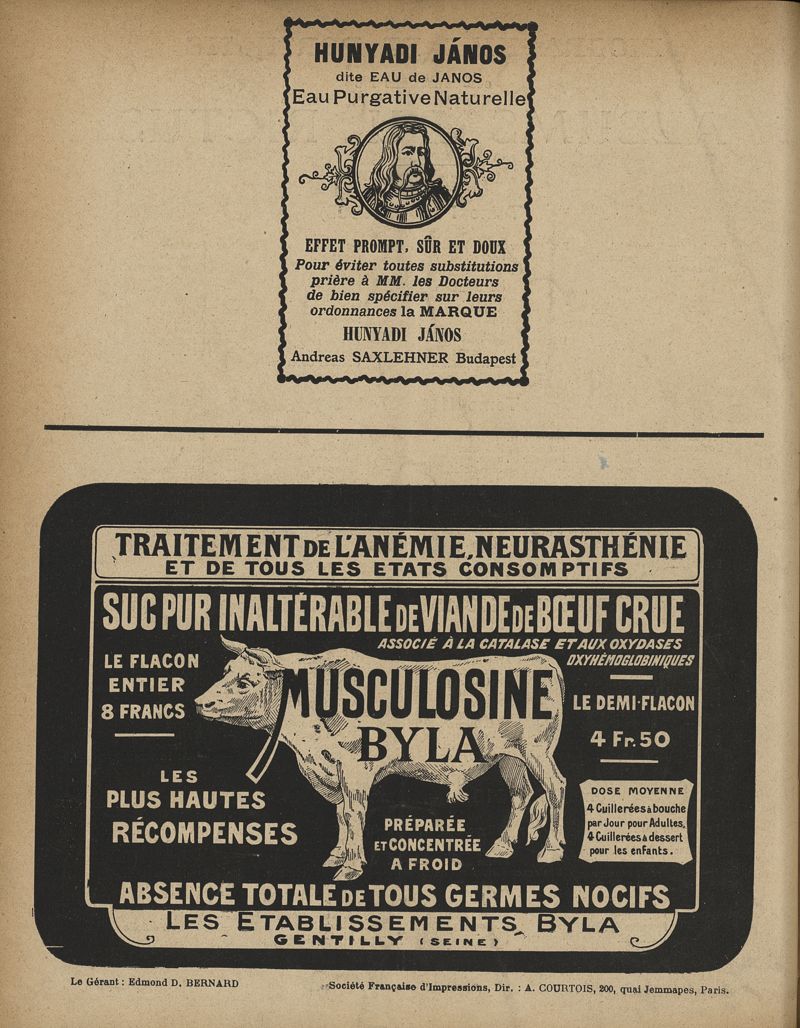 HUNYADI JÁNOS
dite EAU de JANOS
Eau Purgative Naturelle
EFFET PROMPT, SÛR ET DOUX
Pour éviter toutes substitutions
prière à MM. les Docteurs
de bien spécifier sur leurs
ordonnances la MARQUE
HUNYADI JÁNOS
Andreas SAXLEHNER Budapest
TRAITEMENT DE L'ANÉMIE, NEURASTHÉNIE
ET DE TOUS LES ETATS CONSOMPTIFS
SUC PUR INALTÉRABLE DE VIANDE DE BŒUF CRUE
ASSOCIÉ À LA CATALASE ET AUX OXYDASES
OXYHÉMOGLOBINIQUES
LE FLACON
ENTIER
8 FRANCS
MUSCULOSINE
BYLA
LE DEMI-FLACON
4 Fr. 50
LES
PLUS HAUTES
RÉCOMPENSES
PRÉPARÉE
ET CONCENTRÉE
A FROID
DOSE MOYENNE
4 Cuillerées à bouche
par Jour pour Adultes,
4 Cuillerées à dessert
pour les enfants.
ABSENCE TOTALE DE TOUS GERMES NOCIFS
LES ETABLISSEMENTS BYLA
GENTILLY (SEINE)
Le Gérant : Edmond D. BERNARD
Société Française d'Impressions, Dir. : A. COURTOIS, 200, quai Jemmapes, Paris.